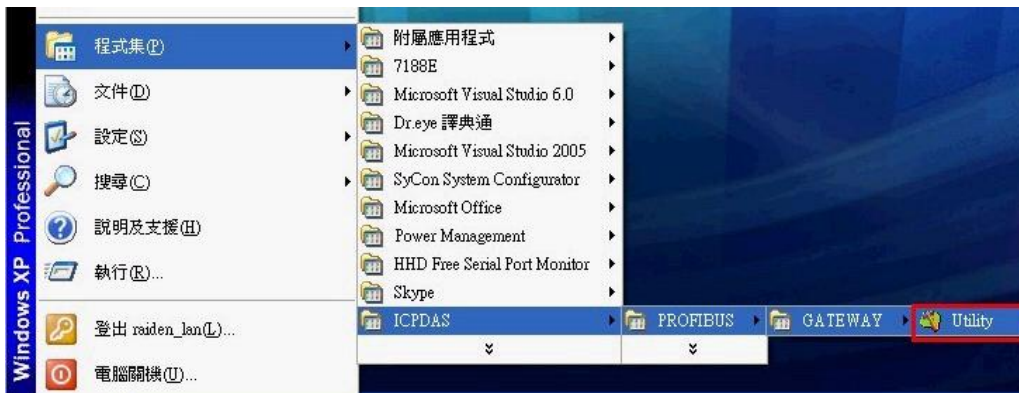 Windows XP Professional
程式集(P)
文件(D)
設定(S)
搜尋(C)
說明及支援(H)
執行(R)...
登出 raiden_lan(L)...
電腦關機(U)...
附屬應用程式
7188E
Microsoft Visual Studio 6.0
Dr.eye 譯典通
Microsoft Visual Studio 2005
SyCon System Configurator
Microsoft Office
Power Management
HHD Free Serial Port Monitor
Skype
ICPDAS
PROFIBUS
GATEWAY
Utility